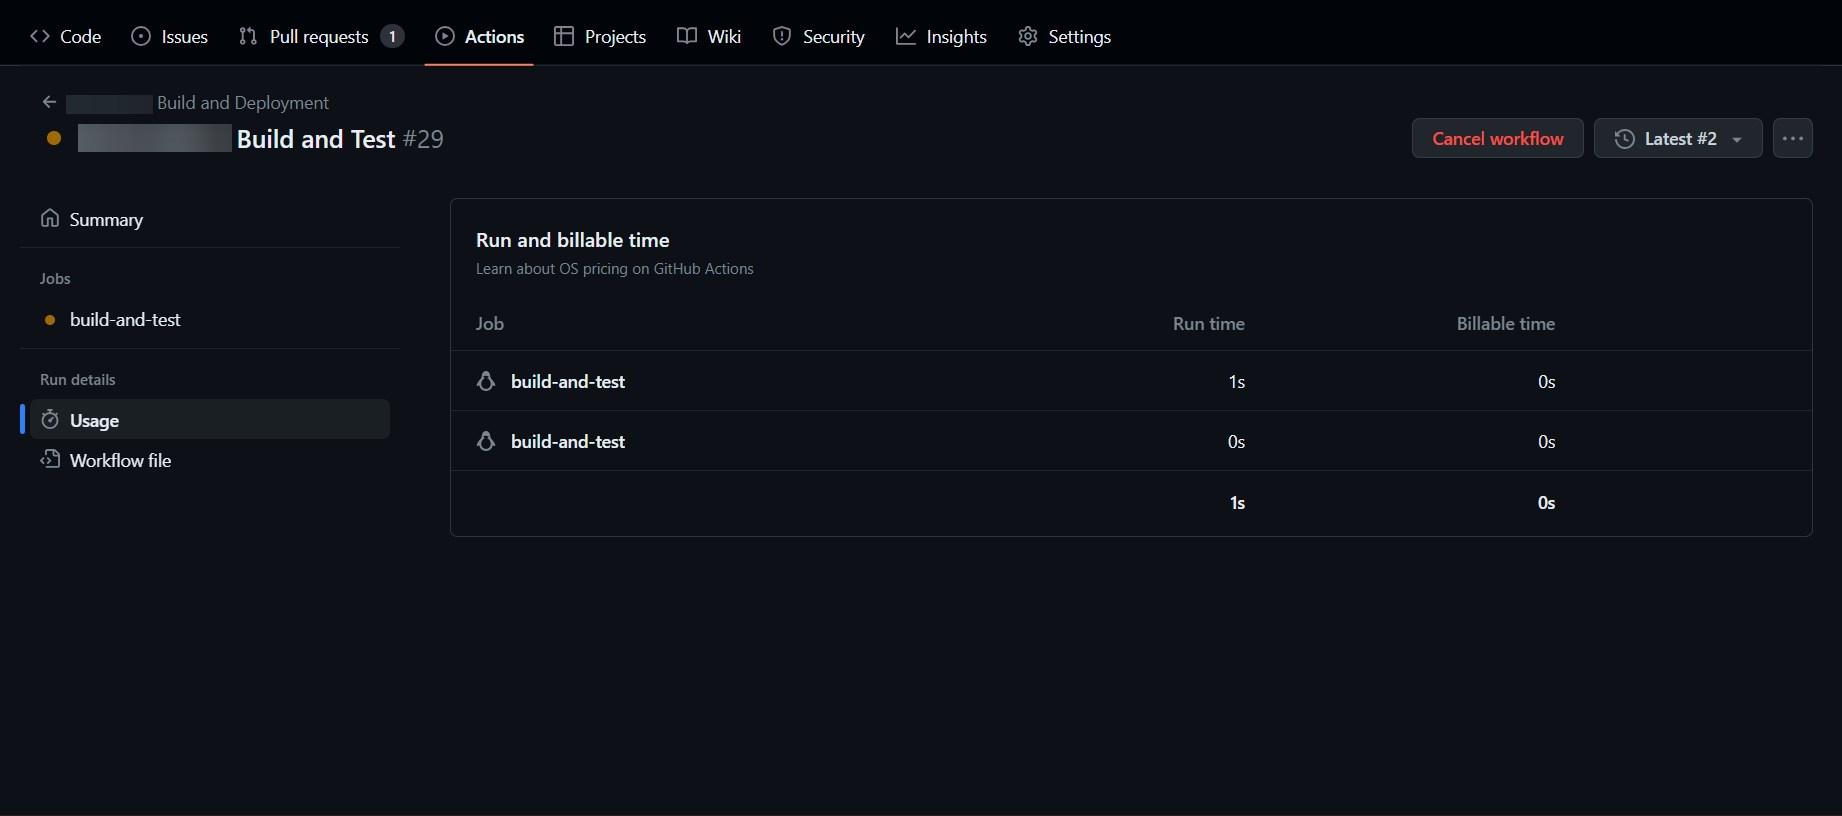 Code Issues Pull requests 1 Actions Projects Wiki Security Insights Settings
Build and Deployment
Build and Test #29
Cancel workflow Latest #2
Summary
Jobs
build-and-test
Run details
Usage
Workflow file
Run and billable time
Learn about OS pricing on GitHub Actions
Job Run time Billable time
build-and-test 1s 0s
build-and-test 0s 0s
1s 0s